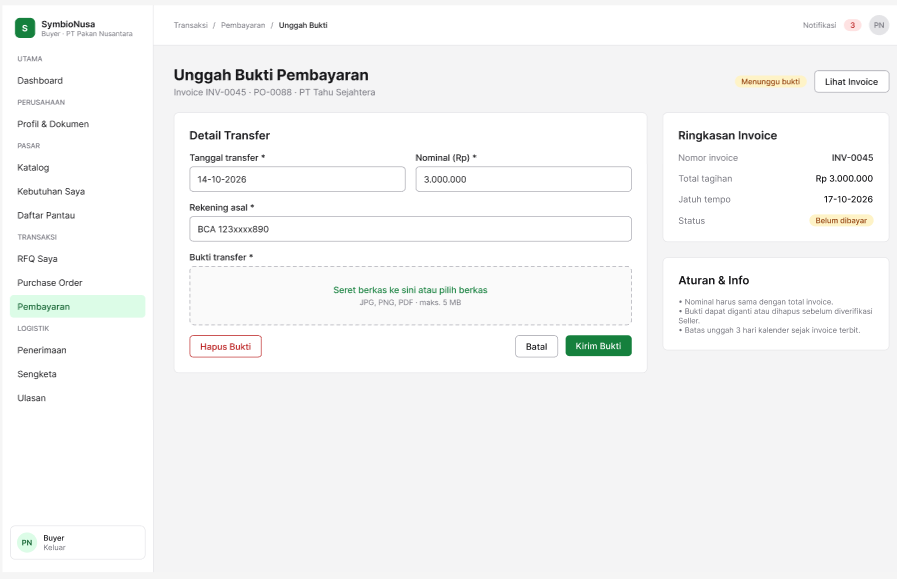 S
SymbioNusa
Buyer · PT Pakan Nusantara
UTAMA
Dashboard
PERUSAHAAN
Profil & Dokumen
PASAR
Katalog
Kebutuhan Saya
Daftar Pantau
TRANSAKSI
RFQ Saya
Purchase Order
Pembayaran
LOGISTIK
Penerimaan
Sengketa
Ulasan
PN
Buyer
Keluar
Transaksi / Pembayaran / Unggah Bukti
Notifikasi 3 PN
Unggah Bukti Pembayaran
Invoice INV-0045 · PO-0088 · PT Tahu Sejahtera
Menunggu bukti
Lihat Invoice
Detail Transfer
Tanggal transfer *
14-10-2026
Nominal (Rp) *
3.000.000
Rekening asal *
BCA 123xxxx890
Bukti transfer *
Seret berkas ke sini atau pilih berkas
JPG, PNG, PDF · maks. 5 MB
Hapus Bukti
Batal
Kirim Bukti
Ringkasan Invoice
Nomor invoice INV-0045
Total tagihan Rp 3.000.000
Jatuh tempo 17-10-2026
Status Belum dibayar
Aturan & Info
• Nominal harus sama dengan total invoice.
• Bukti dapat diganti atau dihapus sebelum diverifikasi
Seller.
• Batas unggah 3 hari kalender sejak invoice terbit.